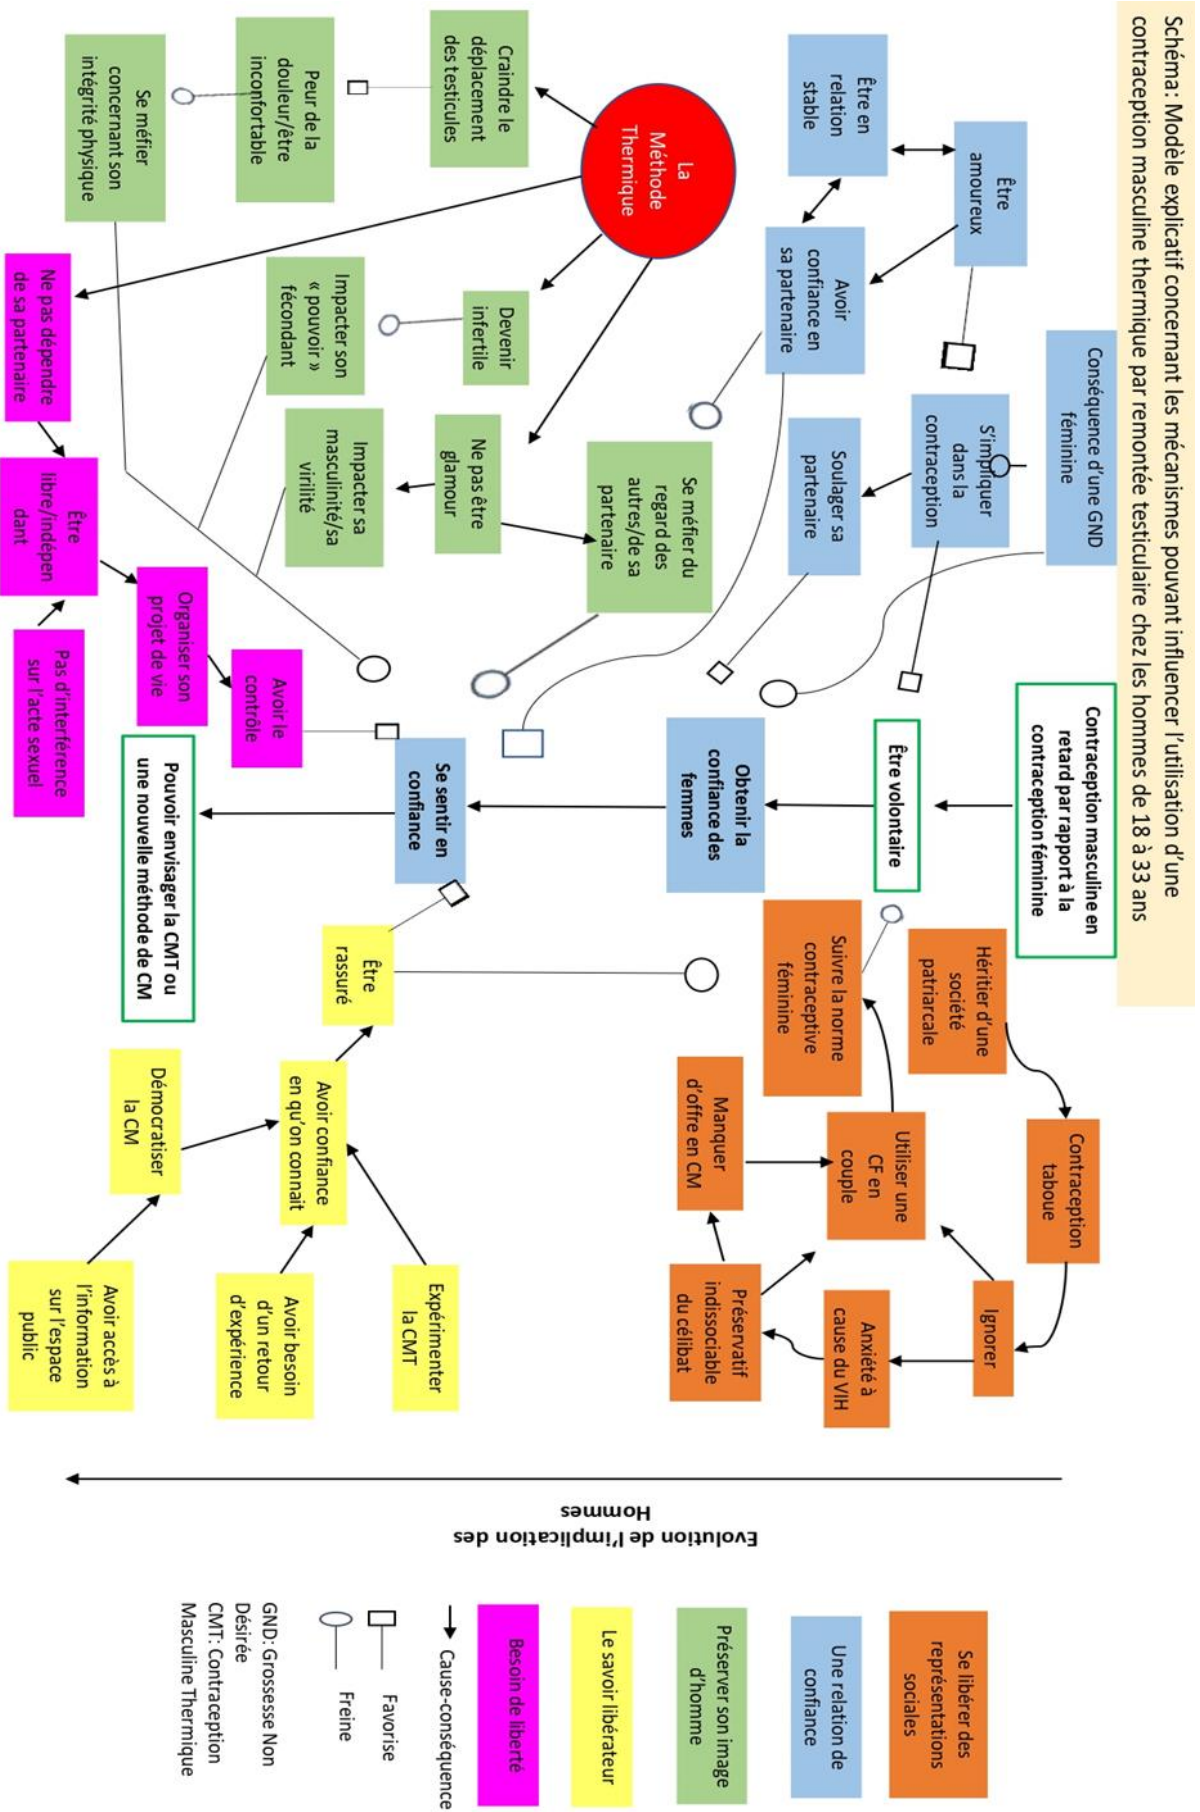 Schéma: Modèle explicatif concernant les mécanismes pouvant influencer l'utilisation d'une
contraception masculine thermique par remontée testiculaire chez les hommes de 18 à 33 ans
Conséquence d'une GND
féminine
Contraception masculine en
retard par rapport à la
contraception féminine
Être
amoureux
S'impliquer
dans la
contraception
Être en
relation
stable
Avoir
confiance en
sa partenaire
Soulager sa
partenaire
Être volontaire
Obtenir la
confiance des
femmes
Se sentir en
confiance
Pouvoir envisager la CMT ou
une nouvelle méthode de CM
Héritier d'une
société
patriarcale
Contraception
taboue
Suivre la norme
contraceptive
féminine
Utiliser une
CF en
couple
Ignorer
Anxiété à
cause du VIH
Manquer
d'offre en CM
Préservatif
indissociable
du célibat
La
Méthode
Thermique
Craindre le
déplacement
des testicules
Peur de la
douleur/être
inconfortable
Se méfier
concernant son
intégrité physique
Devenir
infertile
Impacter son
« pouvoir »
fécondant
Ne pas être
glamour
Impacter sa
masculinité/sa
virilité
Se méfier du
regard des
autres/de sa
partenaire
Ne pas dépendre
de sa partenaire
Être
libre/indépen
dant
Pas d'interférence
sur l'acte sexuel
Organiser son
projet de vie
Avoir le
contrôle
Être
rassuré
Avoir confiance
en qu'on connait
Expérimenter
la CMT
Avoir besoin
d'un retour
d'expérience
Démocratiser
la CM
Avoir accès à
l'information
sur l'espace
public
Evolution de l'implication des
Hommes
Se libérer des
représentations
sociales
Une relation de
confiance
Préserver son image
d'homme
Le savoir libérateur
Besoin de liberté
Cause-conséquence
Favorise
Freine
GND: Grossesse Non
Désirée
CMT: Contraception
Masculine Thermique